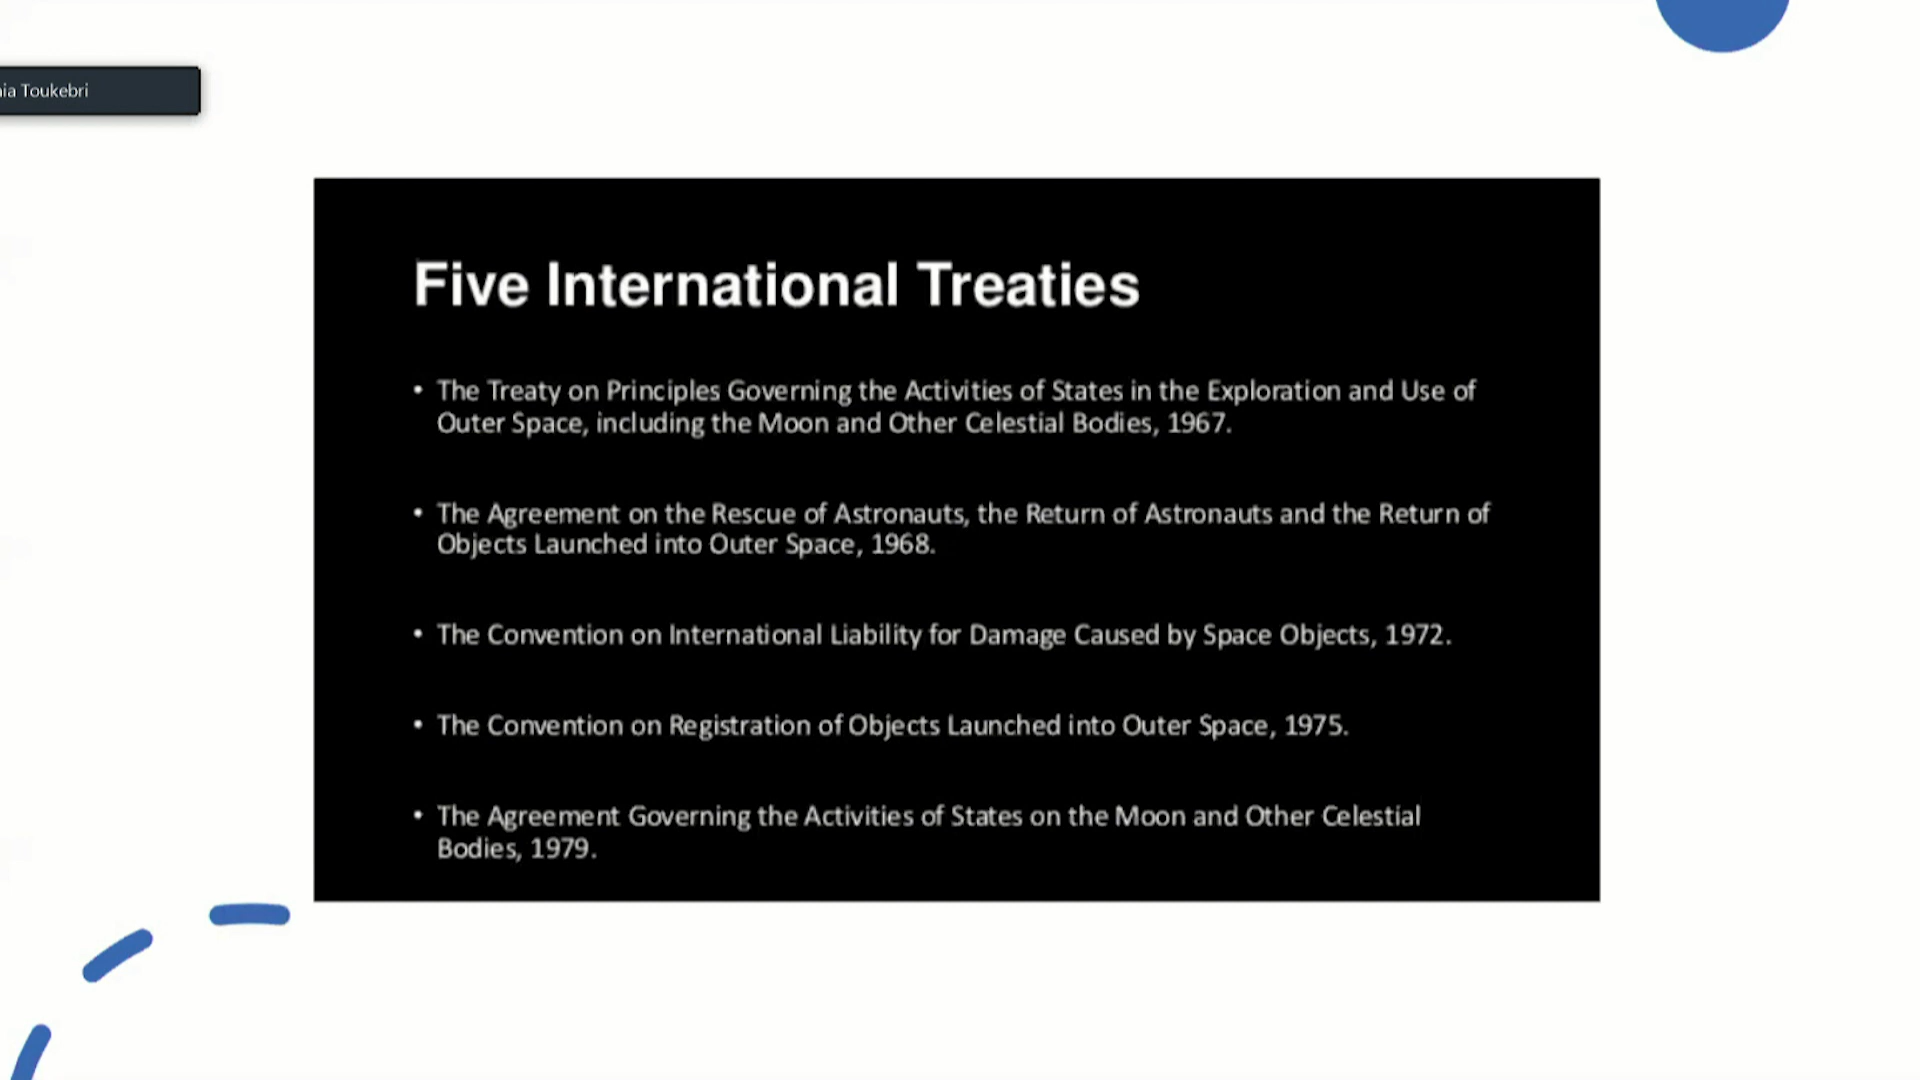 Toukebri
Five International Treaties
• The Treaty on Principles Governing the Activities of States in the Exploration and Use of
Outer Space, including the Moon and Other Celestial Bodies, 1967.
• The Agreement on the Rescue of Astronauts, the Return of Astronauts and the Return of
Objects Launched into Outer Space, 1968.
• The Convention on International Liability for Damage Caused by Space Objects, 1972.
• The Convention on Registration of Objects Launched into Outer Space, 1975.
• The Agreement Governing the Activities of States on the Moon and Other Celestial
Bodies, 1979.